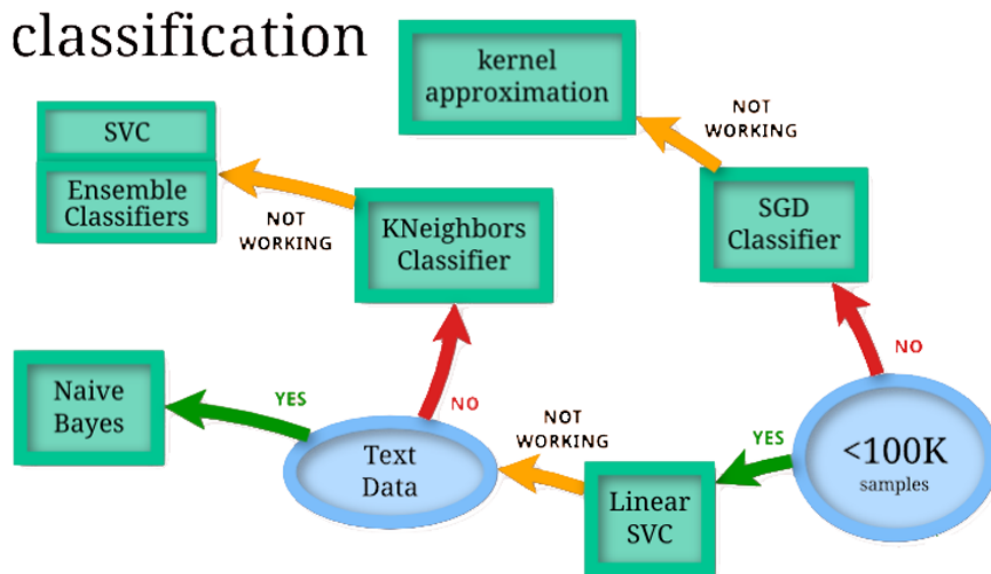 classification
kernel
approximation
NOT
WORKING
SVC
Ensemble
Classifiers
NOT
WORKING
KNeighbors
Classifier
SGD
Classifier
NO
Naive
Bayes
YES
NO
Text
Data
NOT
WORKING
Linear
SVC
YES
<100K
samples